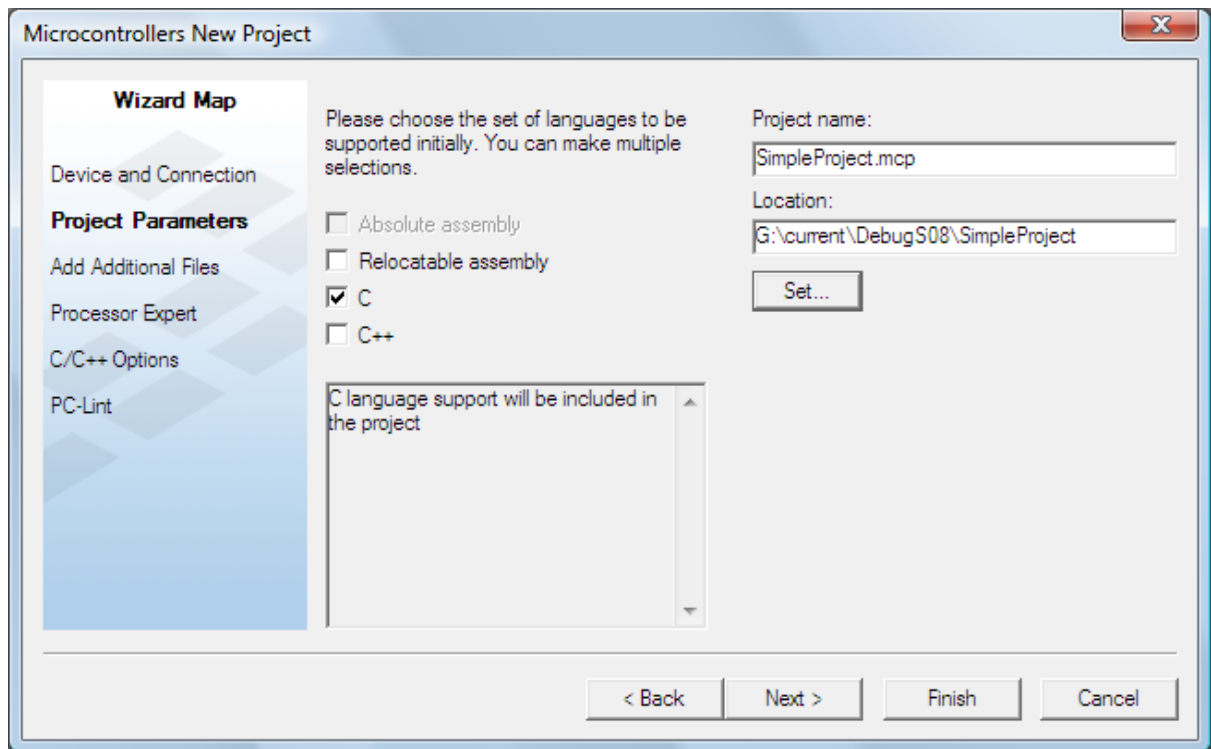 Microcontrollers New Project
Wizard Map
Device and Connection
Project Parameters
Add Additional Files
Processor Expert
C/C++ Options
PC-Lint
Please choose the set of languages to be
supported initially. You can make multiple
selections.
Absolute assembly
Relocatable assembly
C
C++
C language support will be included in
the project
Project name:
SimpleProject.mcp
Location:
G:\current\DebugS08\SimpleProject
Set...
< Back
Next >
Finish
Cancel